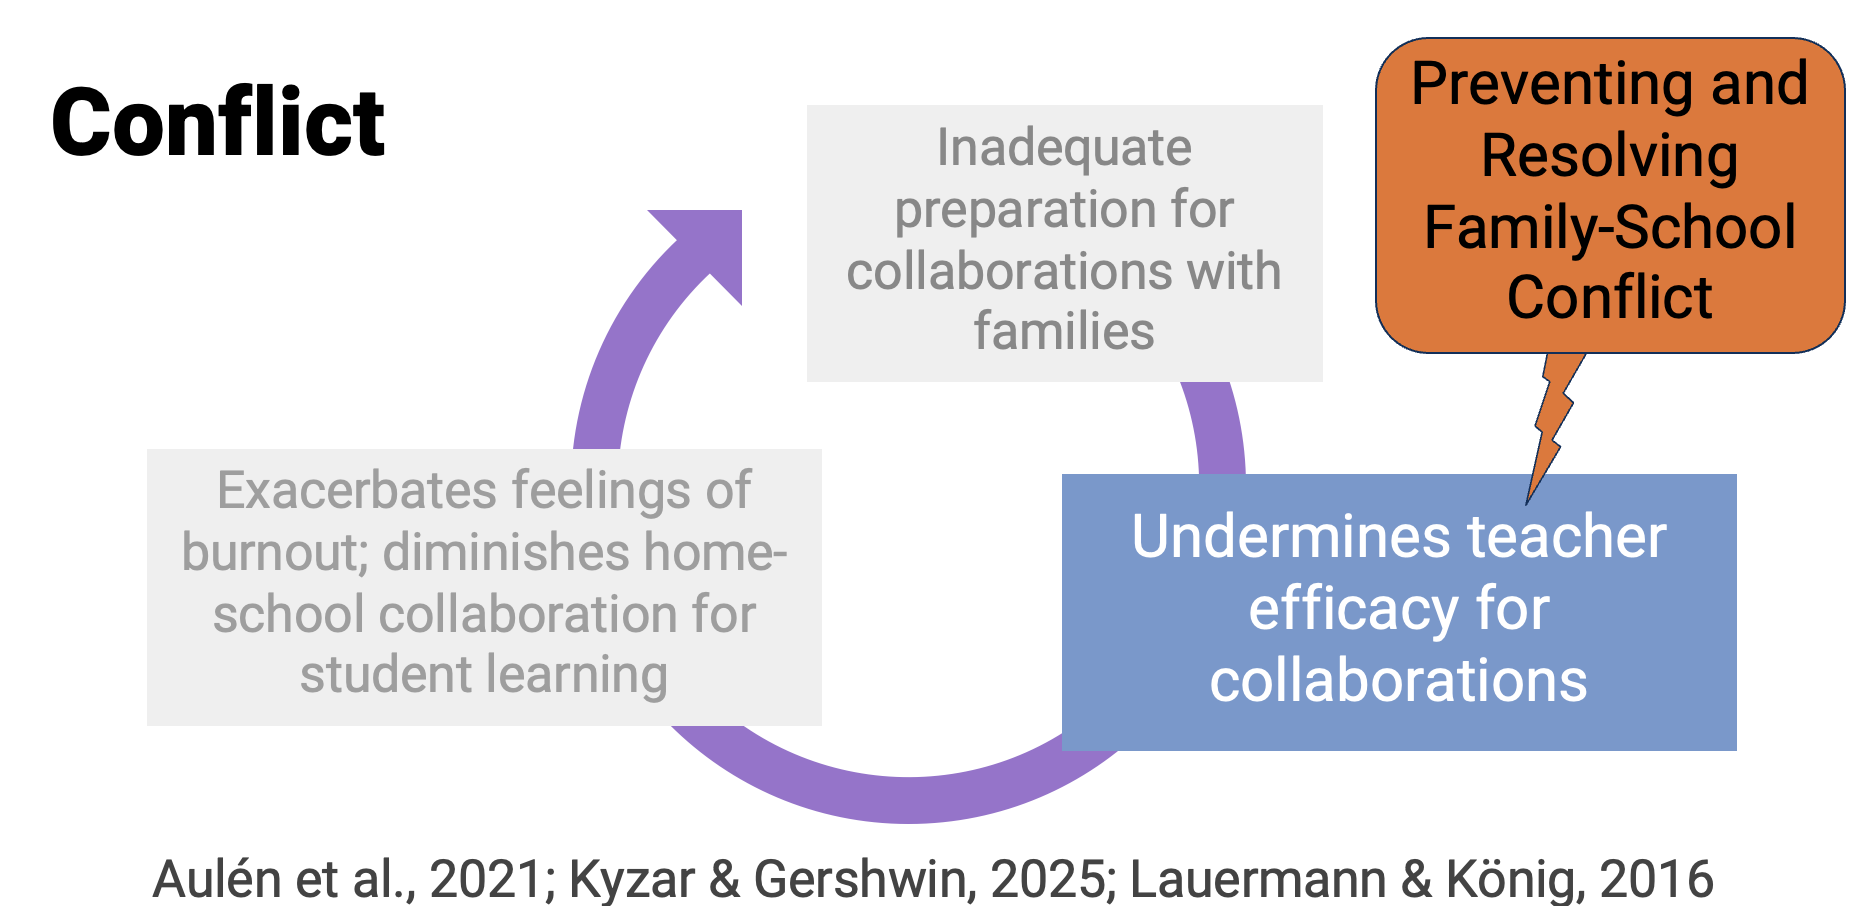 Conflict
Inadequate
preparation for
collaborations with
families
Preventing and
Resolving
Family-School
Conflict
Exacerbates feelings of
burnout; diminishes home-
school collaboration for
student learning
Undermines teacher
efficacy for
collaborations
Aulén et al., 2021; Kyzar & Gershwin, 2025; Lauermann & König, 2016